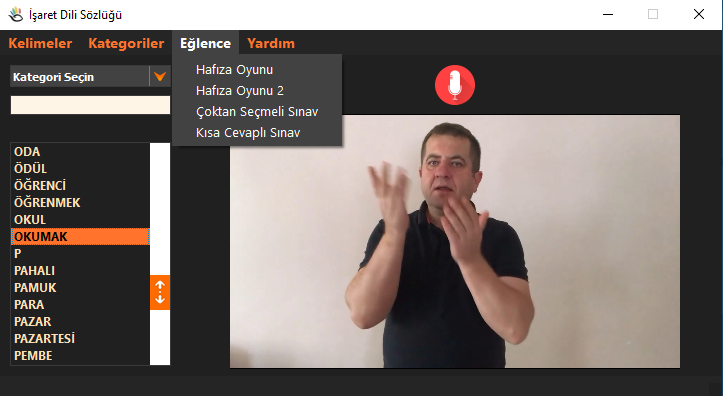 İşaret Dili Sözlüğü
Kelimeler Kategoriler Eğlence Yardım
Hafıza Oyunu
Hafıza Oyunu 2
Çoktan Seçmeli Sınav
Kısa Cevaplı Sınav
Kategori Seçin
ODA
ÖDÜL
ÖĞRENCİ
ÖĞRENMEK
OKUL
OKUMAK
P
PAHALI
PAMUK
PARA
PAZAR
PAZARTESİ
PEMBE